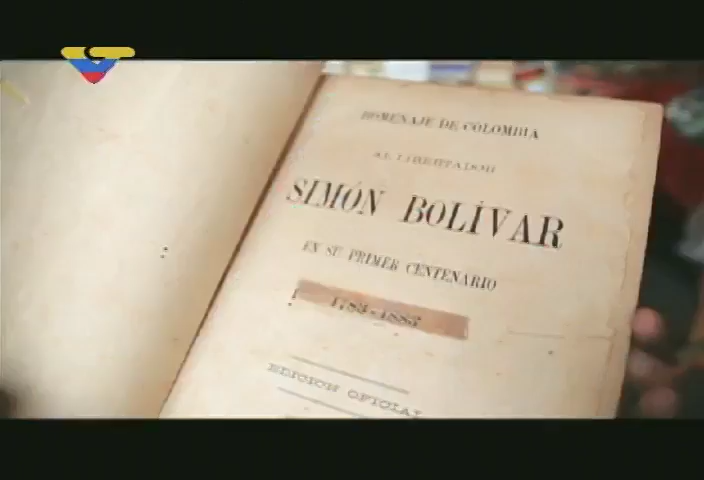 HOMENAJE DE COLOMBIA
AL LIBERTADOR
SIMÓN BOLÍVAR
EN SU PRIMER CENTENARIO
1783-1883
EDICION OFICIAL